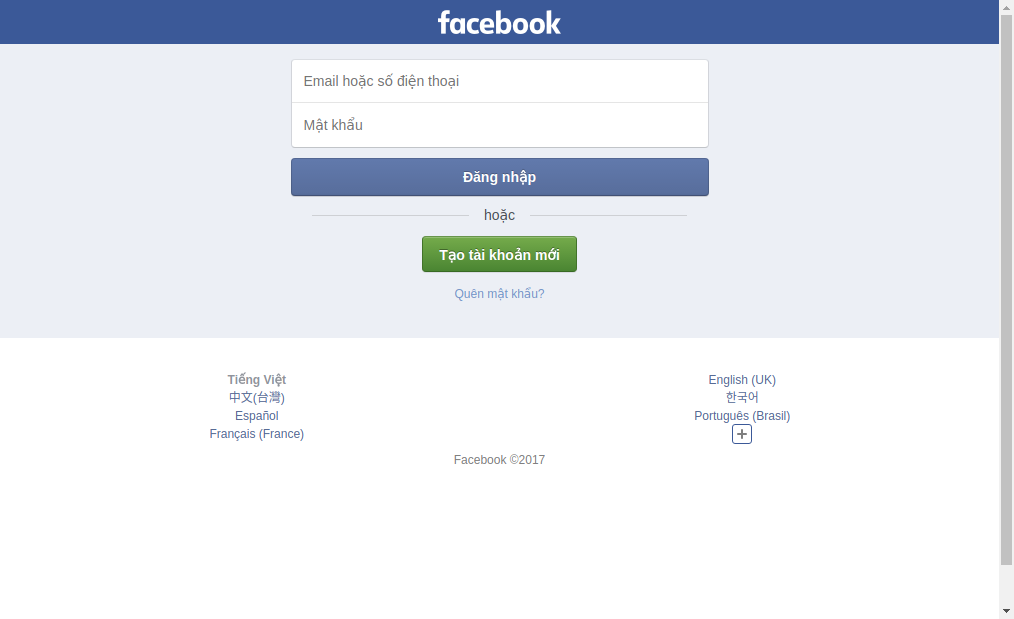 facebook
Email hoặc số điện thoại
Mật khẩu
Đăng nhập
hoặc
Tạo tài khoản mới
Quên mật khẩu?
Tiếng Việt
中文(台灣)
Español
Français (France)
English (UK)
한국어
Português (Brasil)
Facebook ©2017